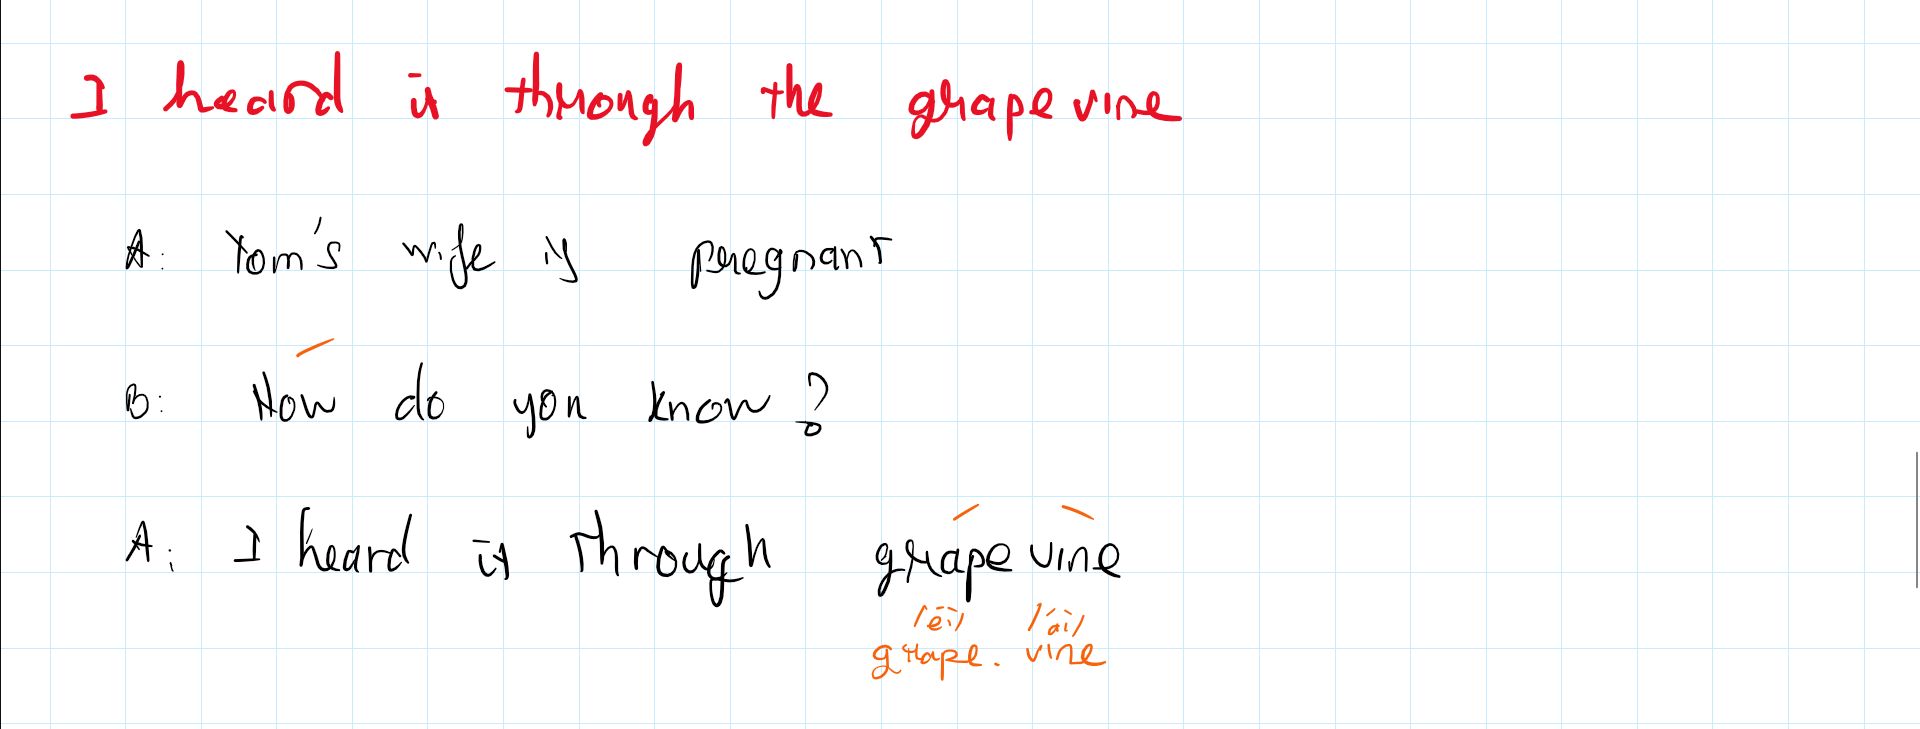 I heard it through the grapevine
A: Tom's wife is pregnant
B: How do you know?
A: I heard it through grapevine
/ei/ /ai/
grape. vine